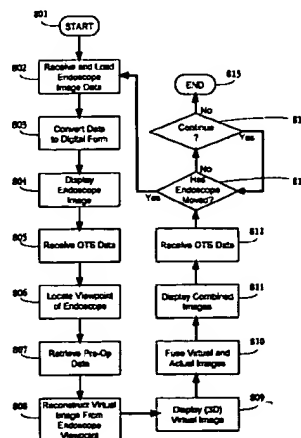 801
START
802
Receive and Load
Endoscope
Image Data
803
Convert Data
to Digital Form
804
Display
Endoscope
Image
805
Receive OTS Data
806
Locate Viewpoint
of Endoscope
807
Retrieve Pre-Op
Data
808
Reconstruct Virtual
Image From
Endoscope
Viewpoint
809
Display (3D)
Virtual Image
810
Fuse Virtual and
Actual Images
811
Display Combined
Images
812
Receive OTS Data
81
Has
Endoscope
Moved?
Yes
No
81
Continue
?
Yes
No
815
END